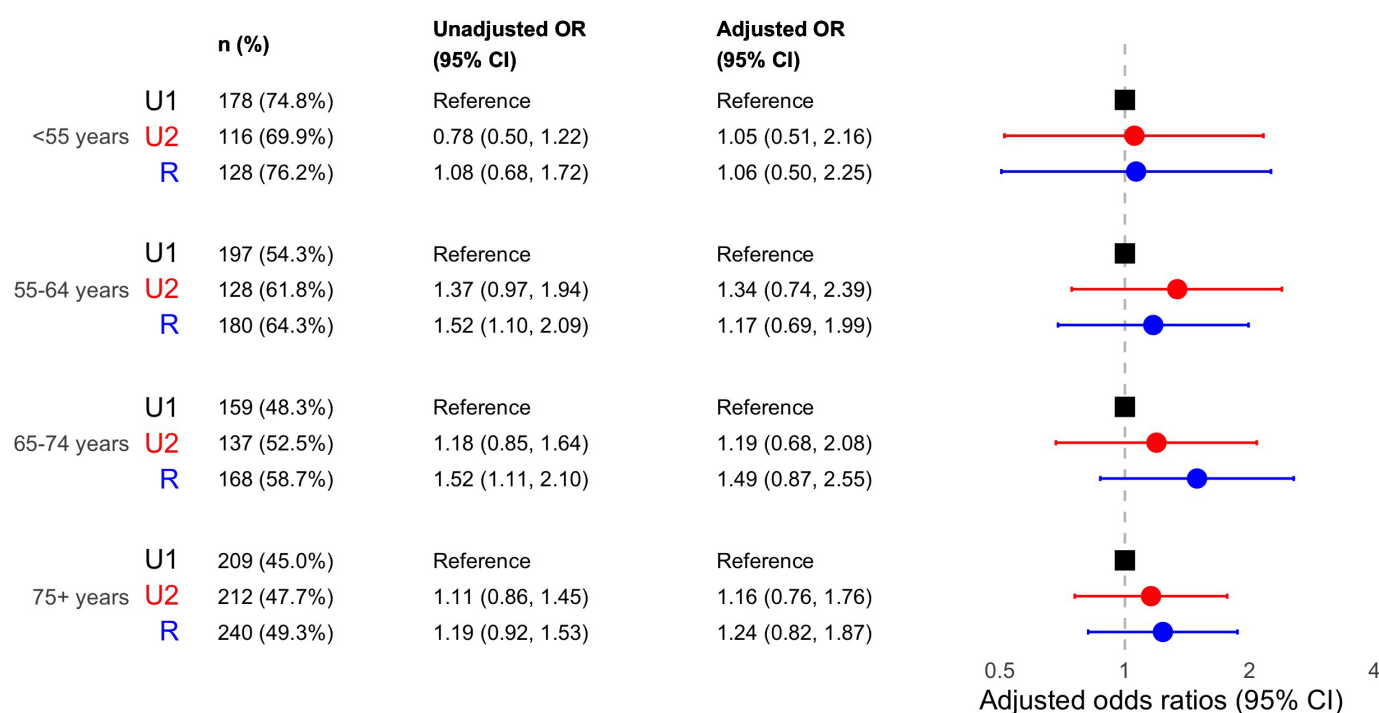 n (%) Unadjusted OR (95% CI) Adjusted OR (95% CI)
U1 178 (74.8%) Reference Reference
<55 years U2 116 (69.9%) 0.78 (0.50, 1.22) 1.05 (0.51, 2.16)
R 128 (76.2%) 1.08 (0.68, 1.72) 1.06 (0.50, 2.25)
U1 197 (54.3%) Reference Reference
55-64 years U2 128 (61.8%) 1.37 (0.97, 1.94) 1.34 (0.74, 2.39)
R 180 (64.3%) 1.52 (1.10, 2.09) 1.17 (0.69, 1.99)
U1 159 (48.3%) Reference Reference
65-74 years U2 137 (52.5%) 1.18 (0.85, 1.64) 1.19 (0.68, 2.08)
R 168 (58.7%) 1.52 (1.11, 2.10) 1.49 (0.87, 2.55)
U1 209 (45.0%) Reference Reference
75+ years U2 212 (47.7%) 1.11 (0.86, 1.45) 1.16 (0.76, 1.76)
R 240 (49.3%) 1.19 (0.92, 1.53) 1.24 (0.82, 1.87)
0.5 1 2 4
Adjusted odds ratios (95% CI)